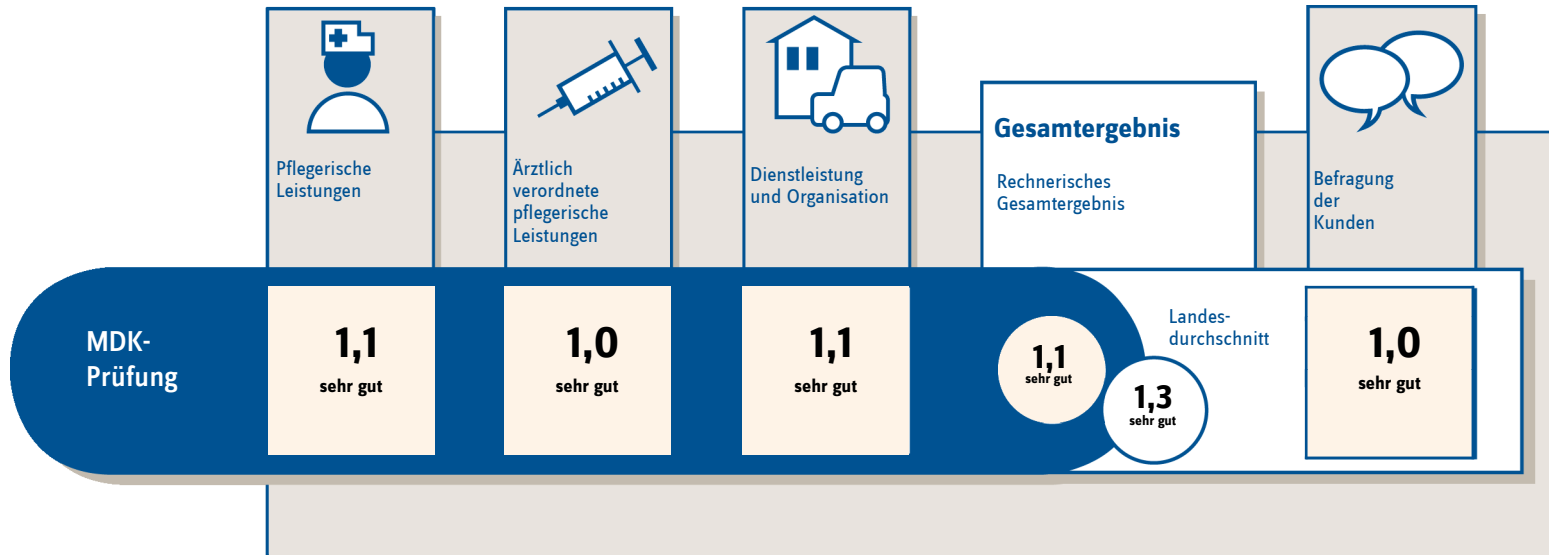 Pflegerische
Leistungen
Ärztlich
verordnete
pflegerische
Leistungen
Dienstleistung
und Organisation
Gesamtergebnis
Rechnerisches
Gesamtergebnis
Befragung
der
Kunden
MDK-
Prüfung
1,1
sehr gut
1,0
sehr gut
1,1
sehr gut
1,1
sehr gut
Landes-
durchschnitt
1,3
sehr gut
1,0
sehr gut